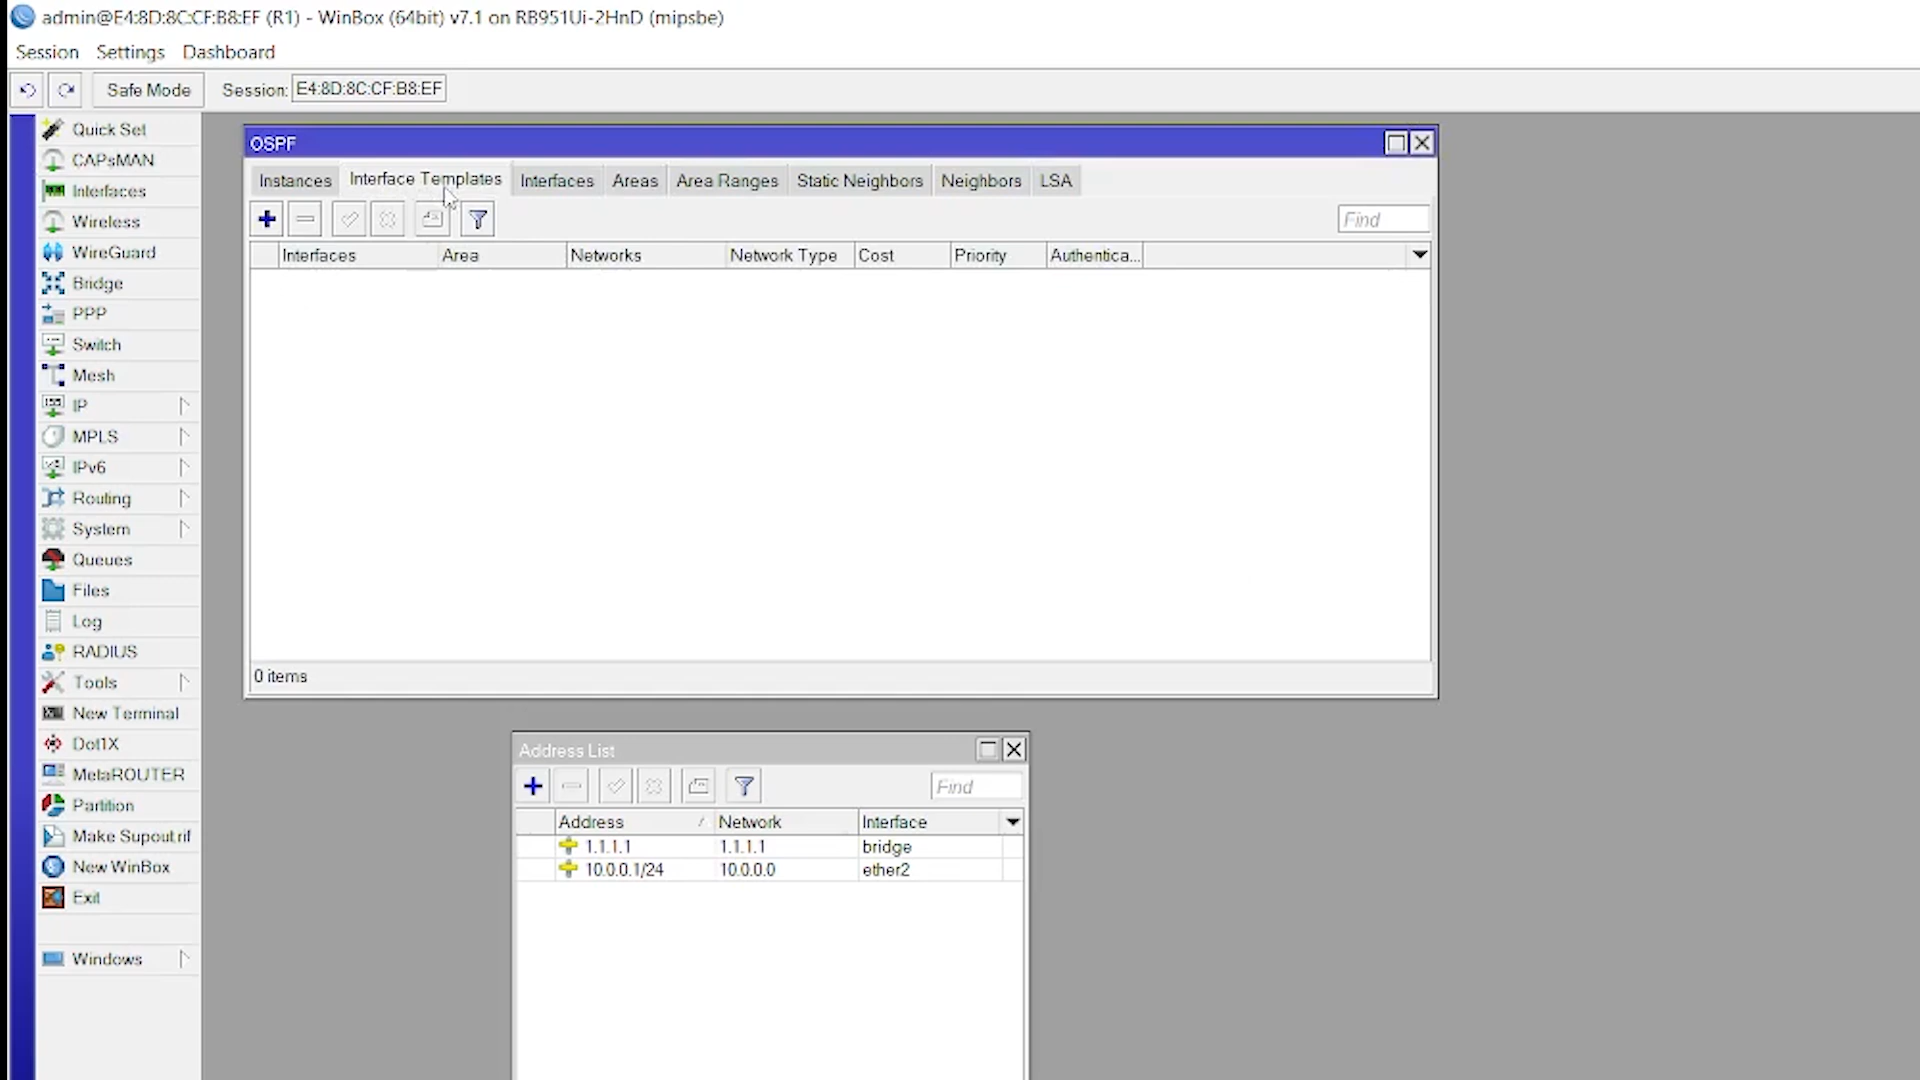 admin@E4:8D:8C:CF:B8:EF (R1) - WinBox (64bit) v7.1 on RB951Ui-2HnD (mipsbe)
Session Settings Dashboard
Safe Mode Session: E4:8D:8C:CF:B8:EF
Quick Set
CAPsMAN
Interfaces
Wireless
WireGuard
Bridge
PPP
Switch
Mesh
IP
MPLS
IPv6
Routing
System
Queues
Files
Log
RADIUS
Tools
New Terminal
Dot1X
MetaROUTER
Partition
Make Supout.rif
New WinBox
Exit
Windows
OSPF
Instances Interface Templates Interfaces Areas Area Ranges Static Neighbors Neighbors LSA
Find
Interfaces Area Networks Network Type Cost Priority Authentica...
0 items
Address List
Find
Address Network Interface
1.1.1.1 1.1.1.1 bridge
10.0.0.1/24 10.0.0.0 ether2